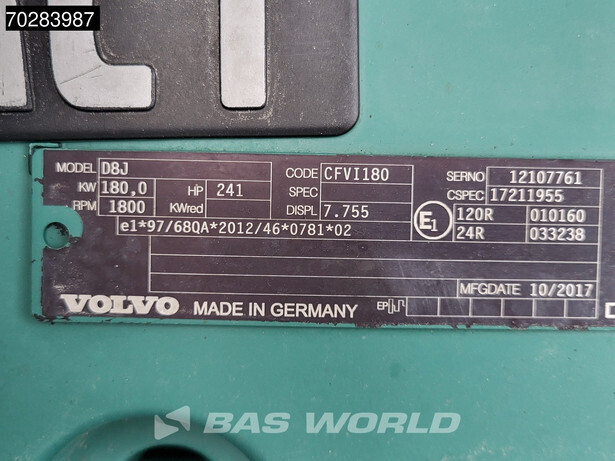 70283987
ACT
MODEL D8J CODE CFVI180 SERNO 12107761
KW 180,0 HP 241 SPEC CSPEC 17211955
RPM 1800 KWred DISPL 7.755 E1 120R 010160
e1*97/68QA*2012/46*0781*02 24R 033238
MFGDATE 10/2017
VOLVO MADE IN GERMANY EP
BAS WORLD